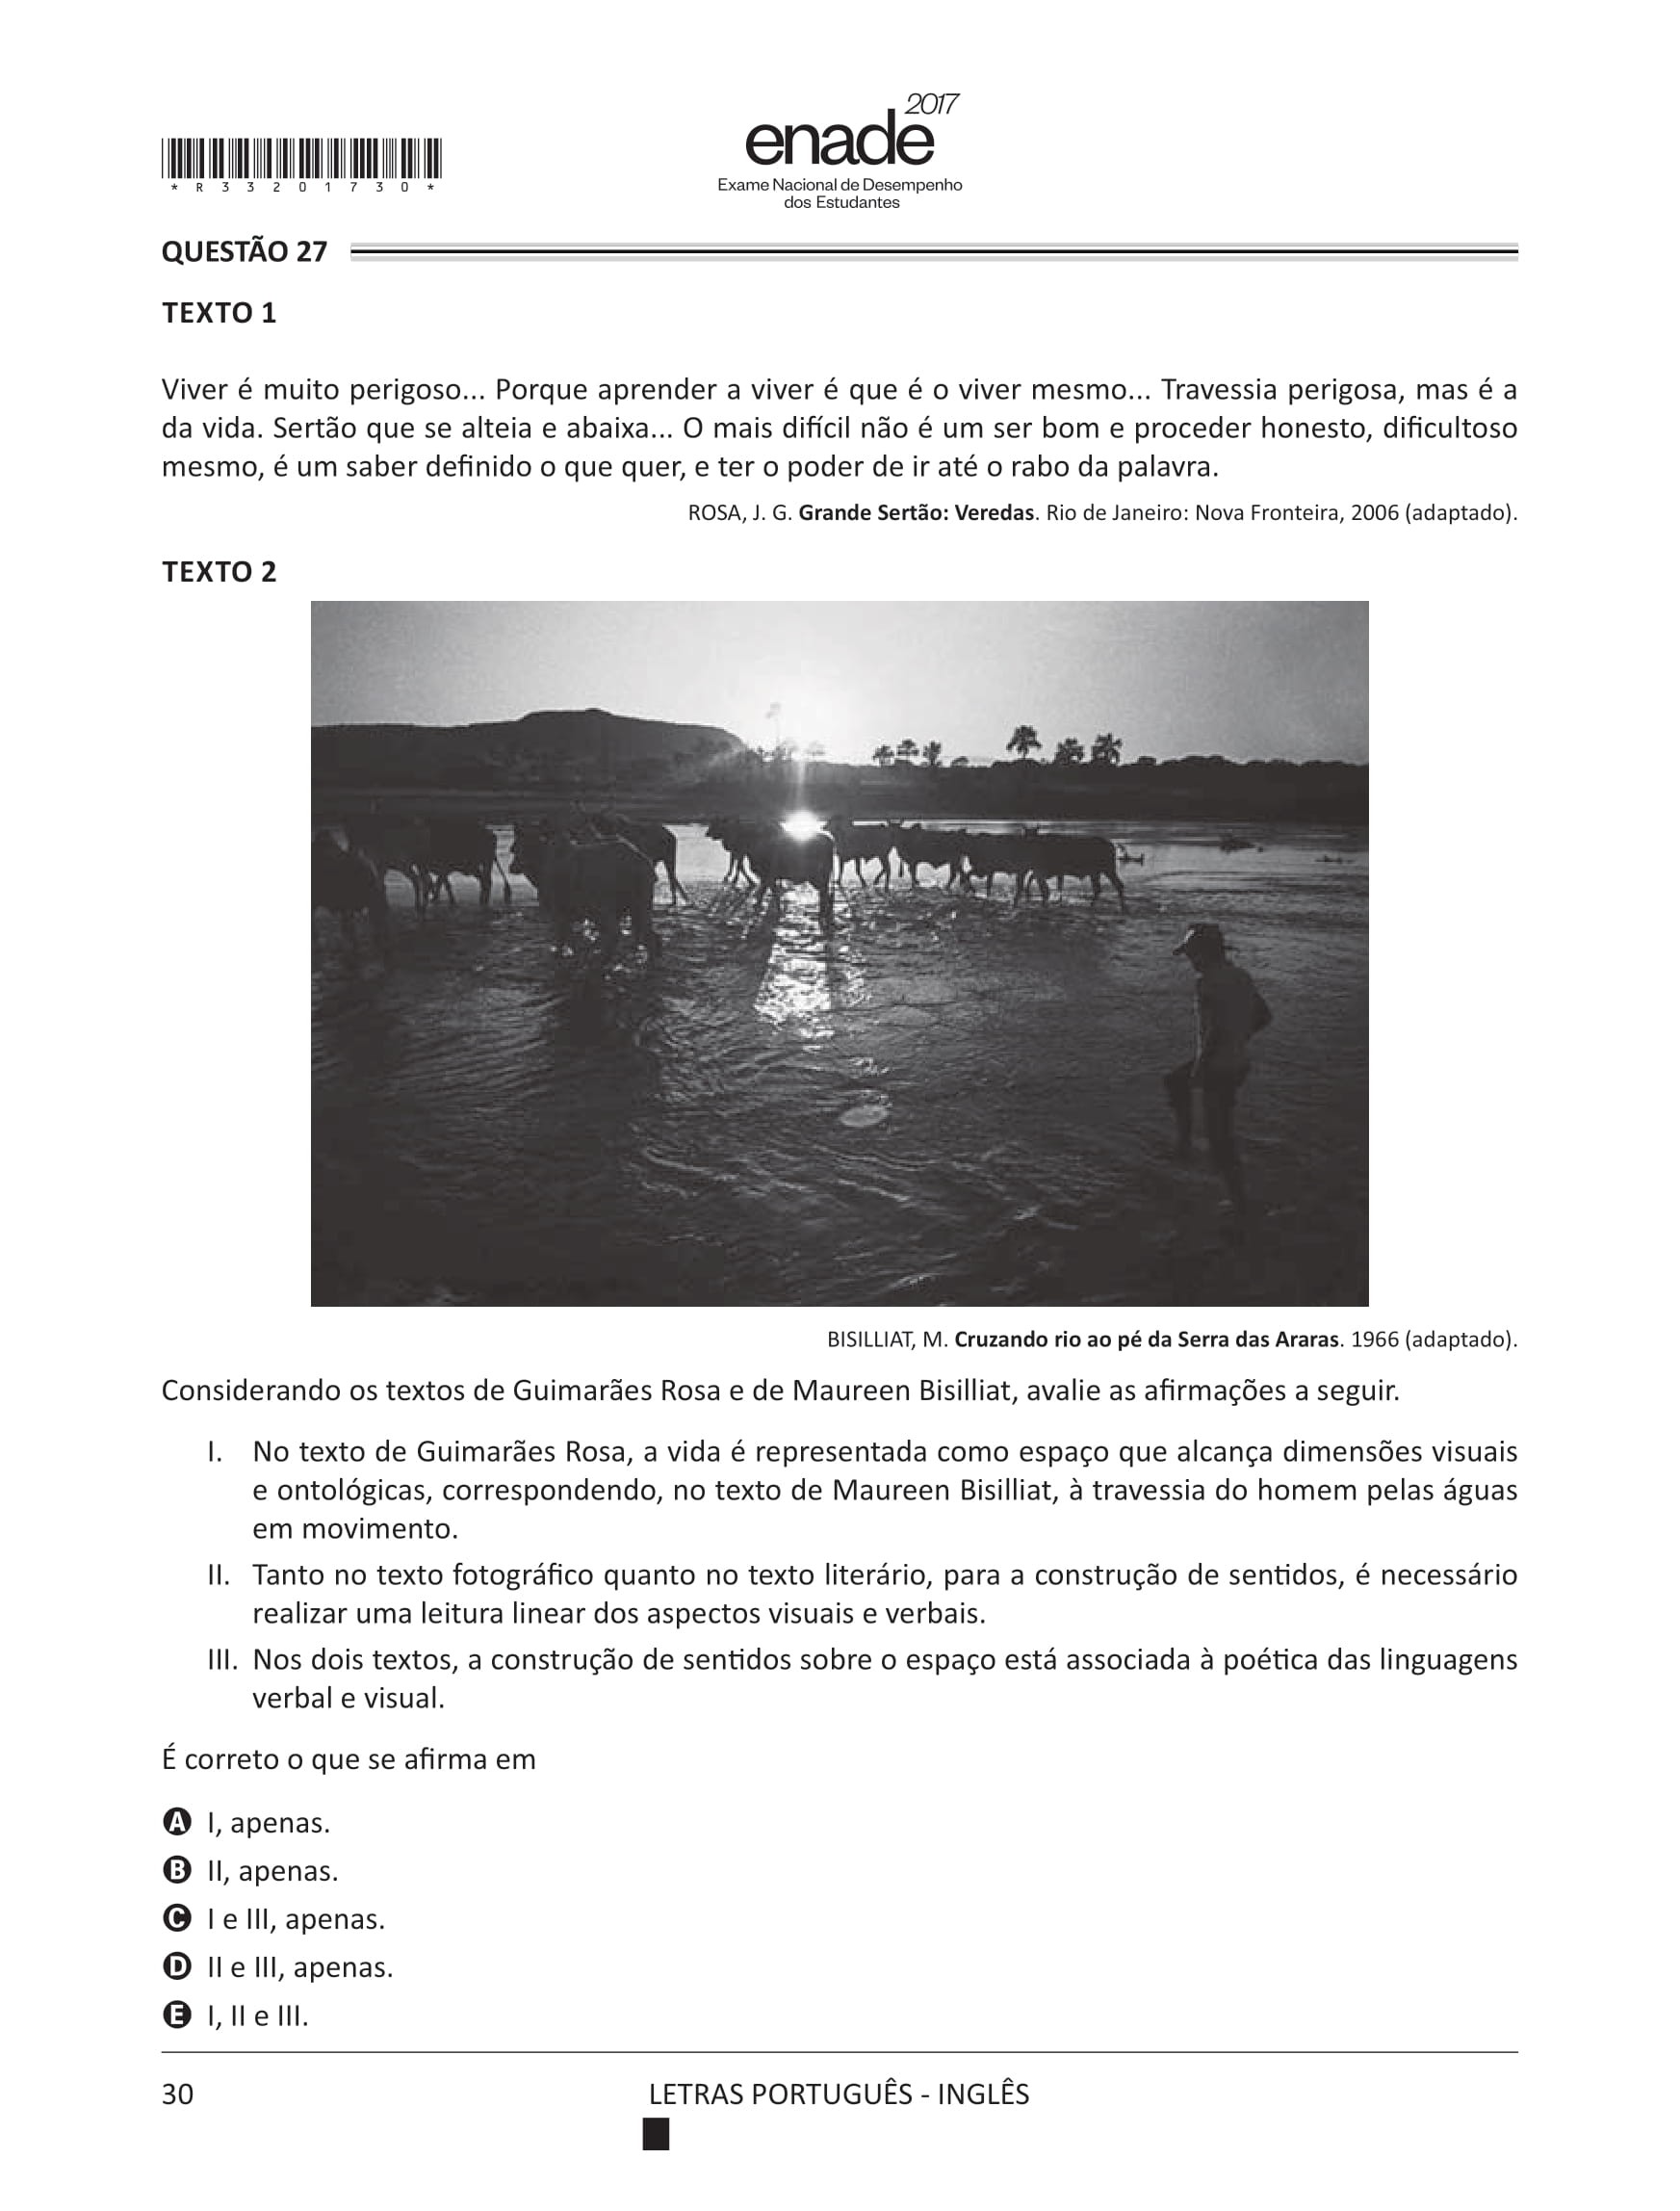 * R 3 3 2 0 1 7 3 0 *
2017
enade
Exame Nacional de Desempenho
dos Estudantes
QUESTÃO 27
TEXTO 1
Viver é muito perigoso... Porque aprender a viver é que é o viver mesmo... Travessia perigosa, mas é a
da vida. Sertão que se alteia e abaixa... O mais difícil não é um ser bom e proceder honesto, dificultoso
mesmo, é um saber definido o que quer, e ter o poder de ir até o rabo da palavra.
ROSA, J. G. Grande Sertão: Veredas. Rio de Janeiro: Nova Fronteira, 2006 (adaptado).
TEXTO 2
BISILLIAT, M. Cruzando rio ao pé da Serra das Araras. 1966 (adaptado).
Considerando os textos de Guimarães Rosa e de Maureen Bisilliat, avalie as afirmações a seguir.
I. No texto de Guimarães Rosa, a vida é representada como espaço que alcança dimensões visuais
e ontológicas, correspondendo, no texto de Maureen Bisilliat, à travessia do homem pelas águas
em movimento.
II. Tanto no texto fotográfico quanto no texto literário, para a construção de sentidos, é necessário
realizar uma leitura linear dos aspectos visuais e verbais.
III. Nos dois textos, a construção de sentidos sobre o espaço está associada à poética das linguagens
verbal e visual.
É correto o que se afirma em
A I, apenas.
B II, apenas.
C I e III, apenas.
D II e III, apenas.
E I, II e III.
30
LETRAS PORTUGUÊS - INGLÊS